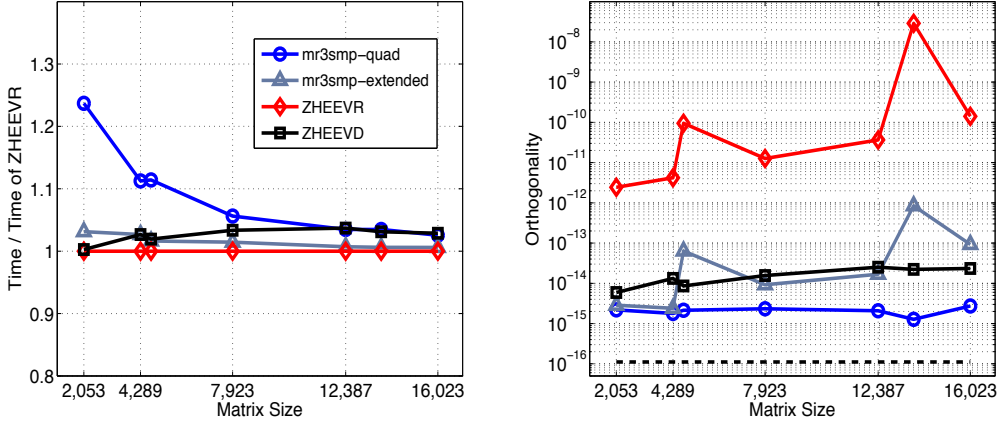 Time / Time of ZHEEVR
1.3
1.2
1.1
1
0.9
0.8
mr3smp-quad
mr3smp-extended
ZHEEVR
ZHEEVD
2,053 4,289 7,923 12,387 16,023
Matrix Size
Orthogonality
10^-8
10^-9
10^-10
10^-11
10^-12
10^-13
10^-14
10^-15
10^-16
2,053 4,289 7,923 12,387 16,023
Matrix Size